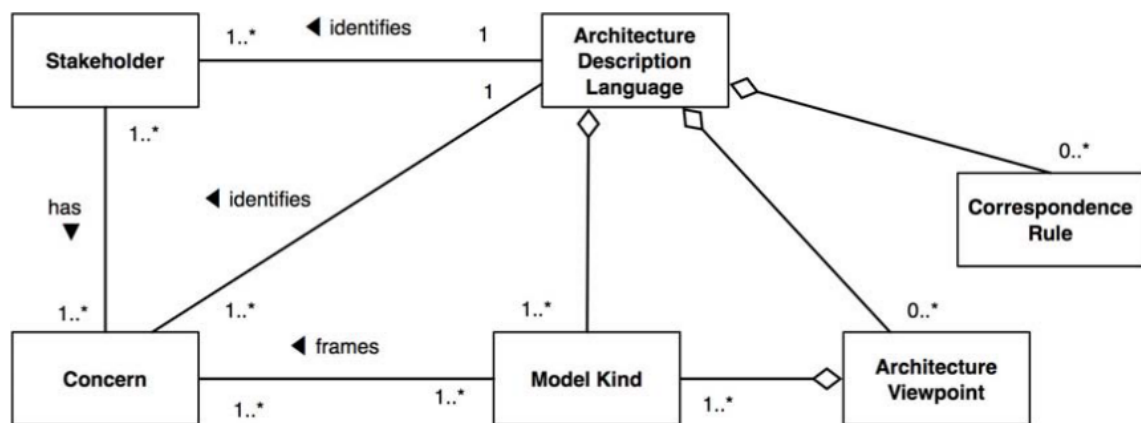 1..*
◄ identifies
1
Stakeholder
Architecture
Description
Language
1
1..*
0..*
has
▼
◄ identifies
Correspondence
Rule
1..*
1..*
1..*
0..*
◄ frames
Concern
Model Kind
Architecture
Viewpoint
1..*
1..*
1..*